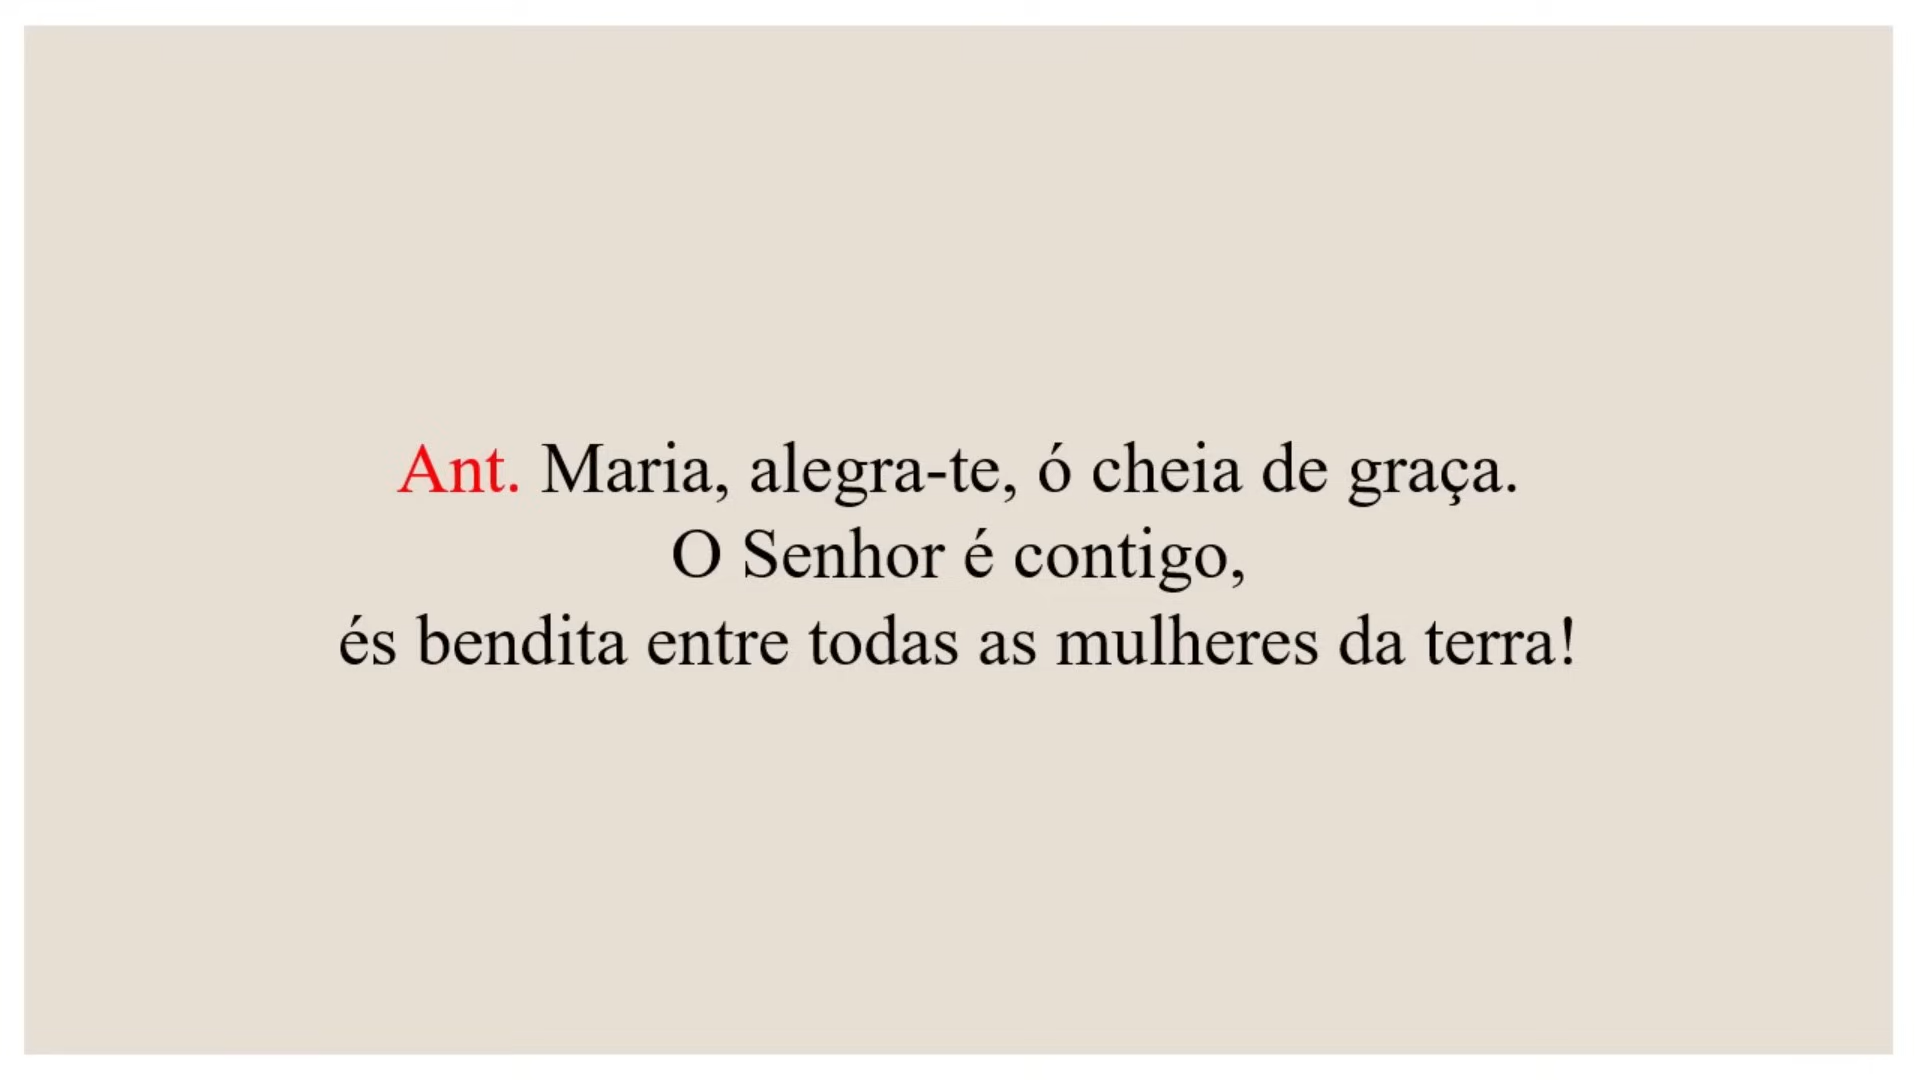 Ant. Maria, alegra-te, ó cheia de graça.
O Senhor é contigo,
és bendita entre todas as mulheres da terra!